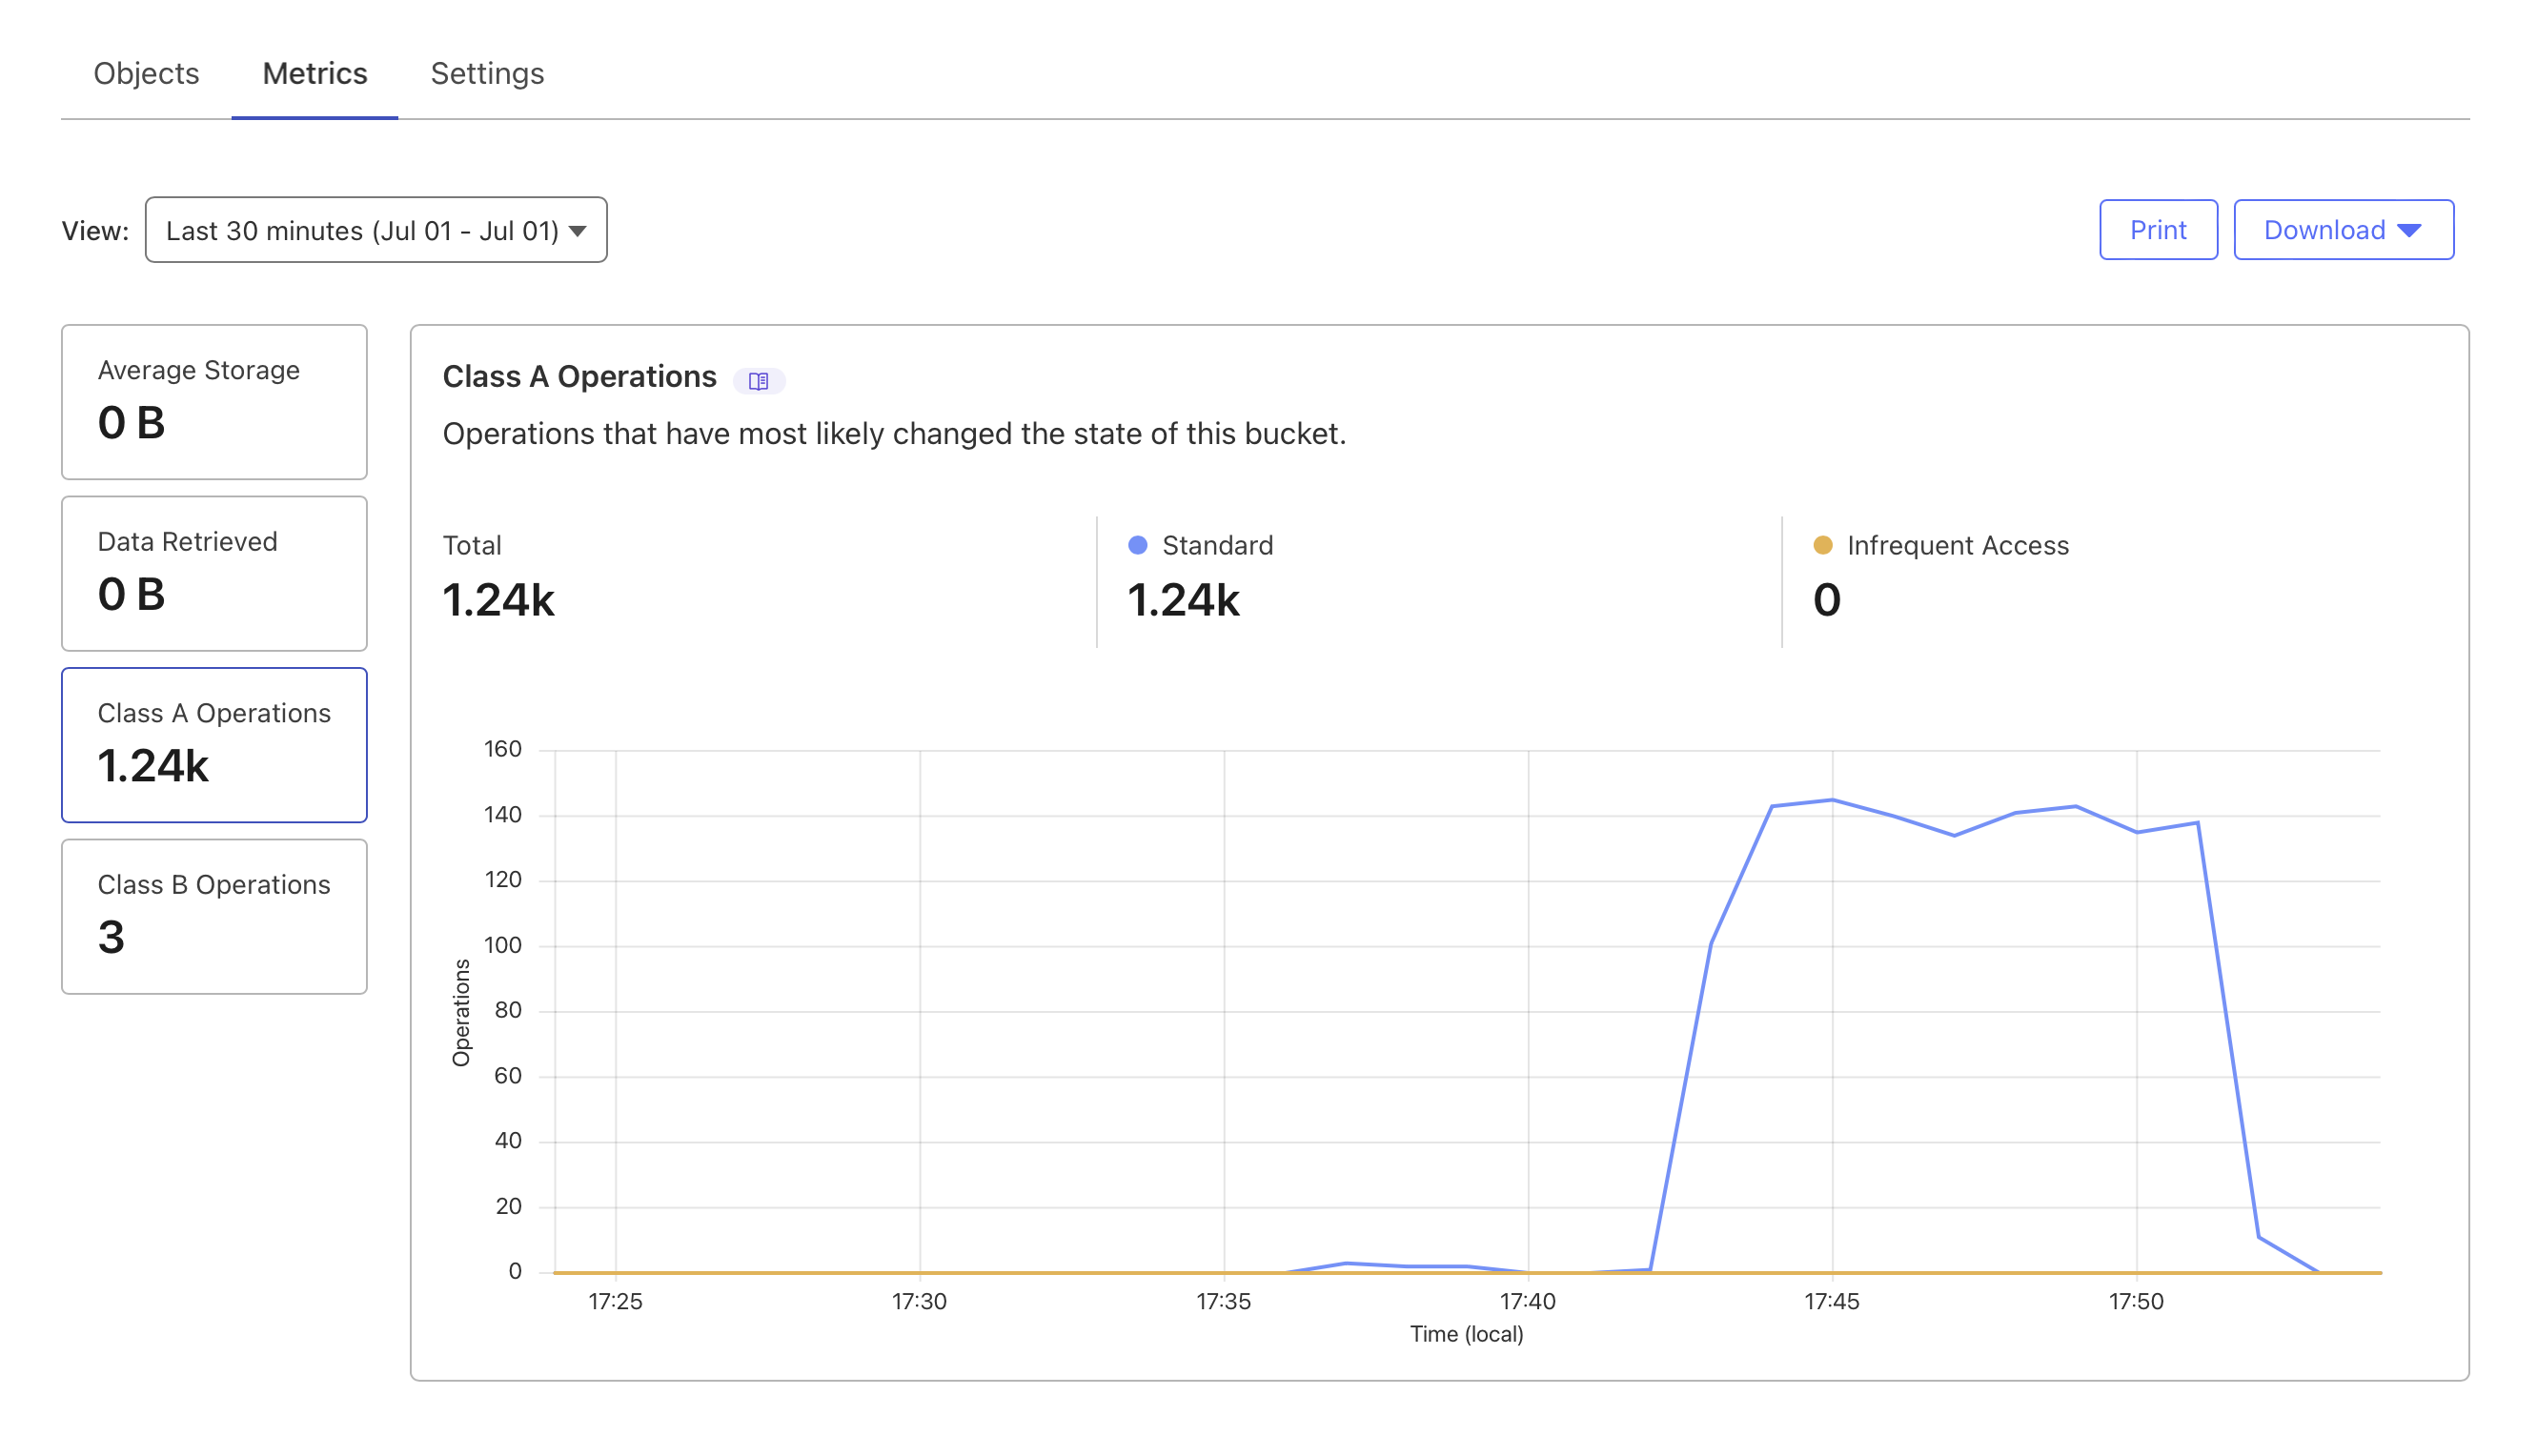 Objects Metrics Settings
View: Last 30 minutes (Jul 01 - Jul 01) Print Download
Average Storage
0 B
Data Retrieved
0 B
Class A Operations
1.24k
Class B Operations
3
Class A Operations
Operations that have most likely changed the state of this bucket.
Total
1.24k
Standard
1.24k
Infrequent Access
0
160
140
120
100
80
60
40
20
0
Operations
17:25 17:30 17:35 17:40 17:45 17:50
Time (local)